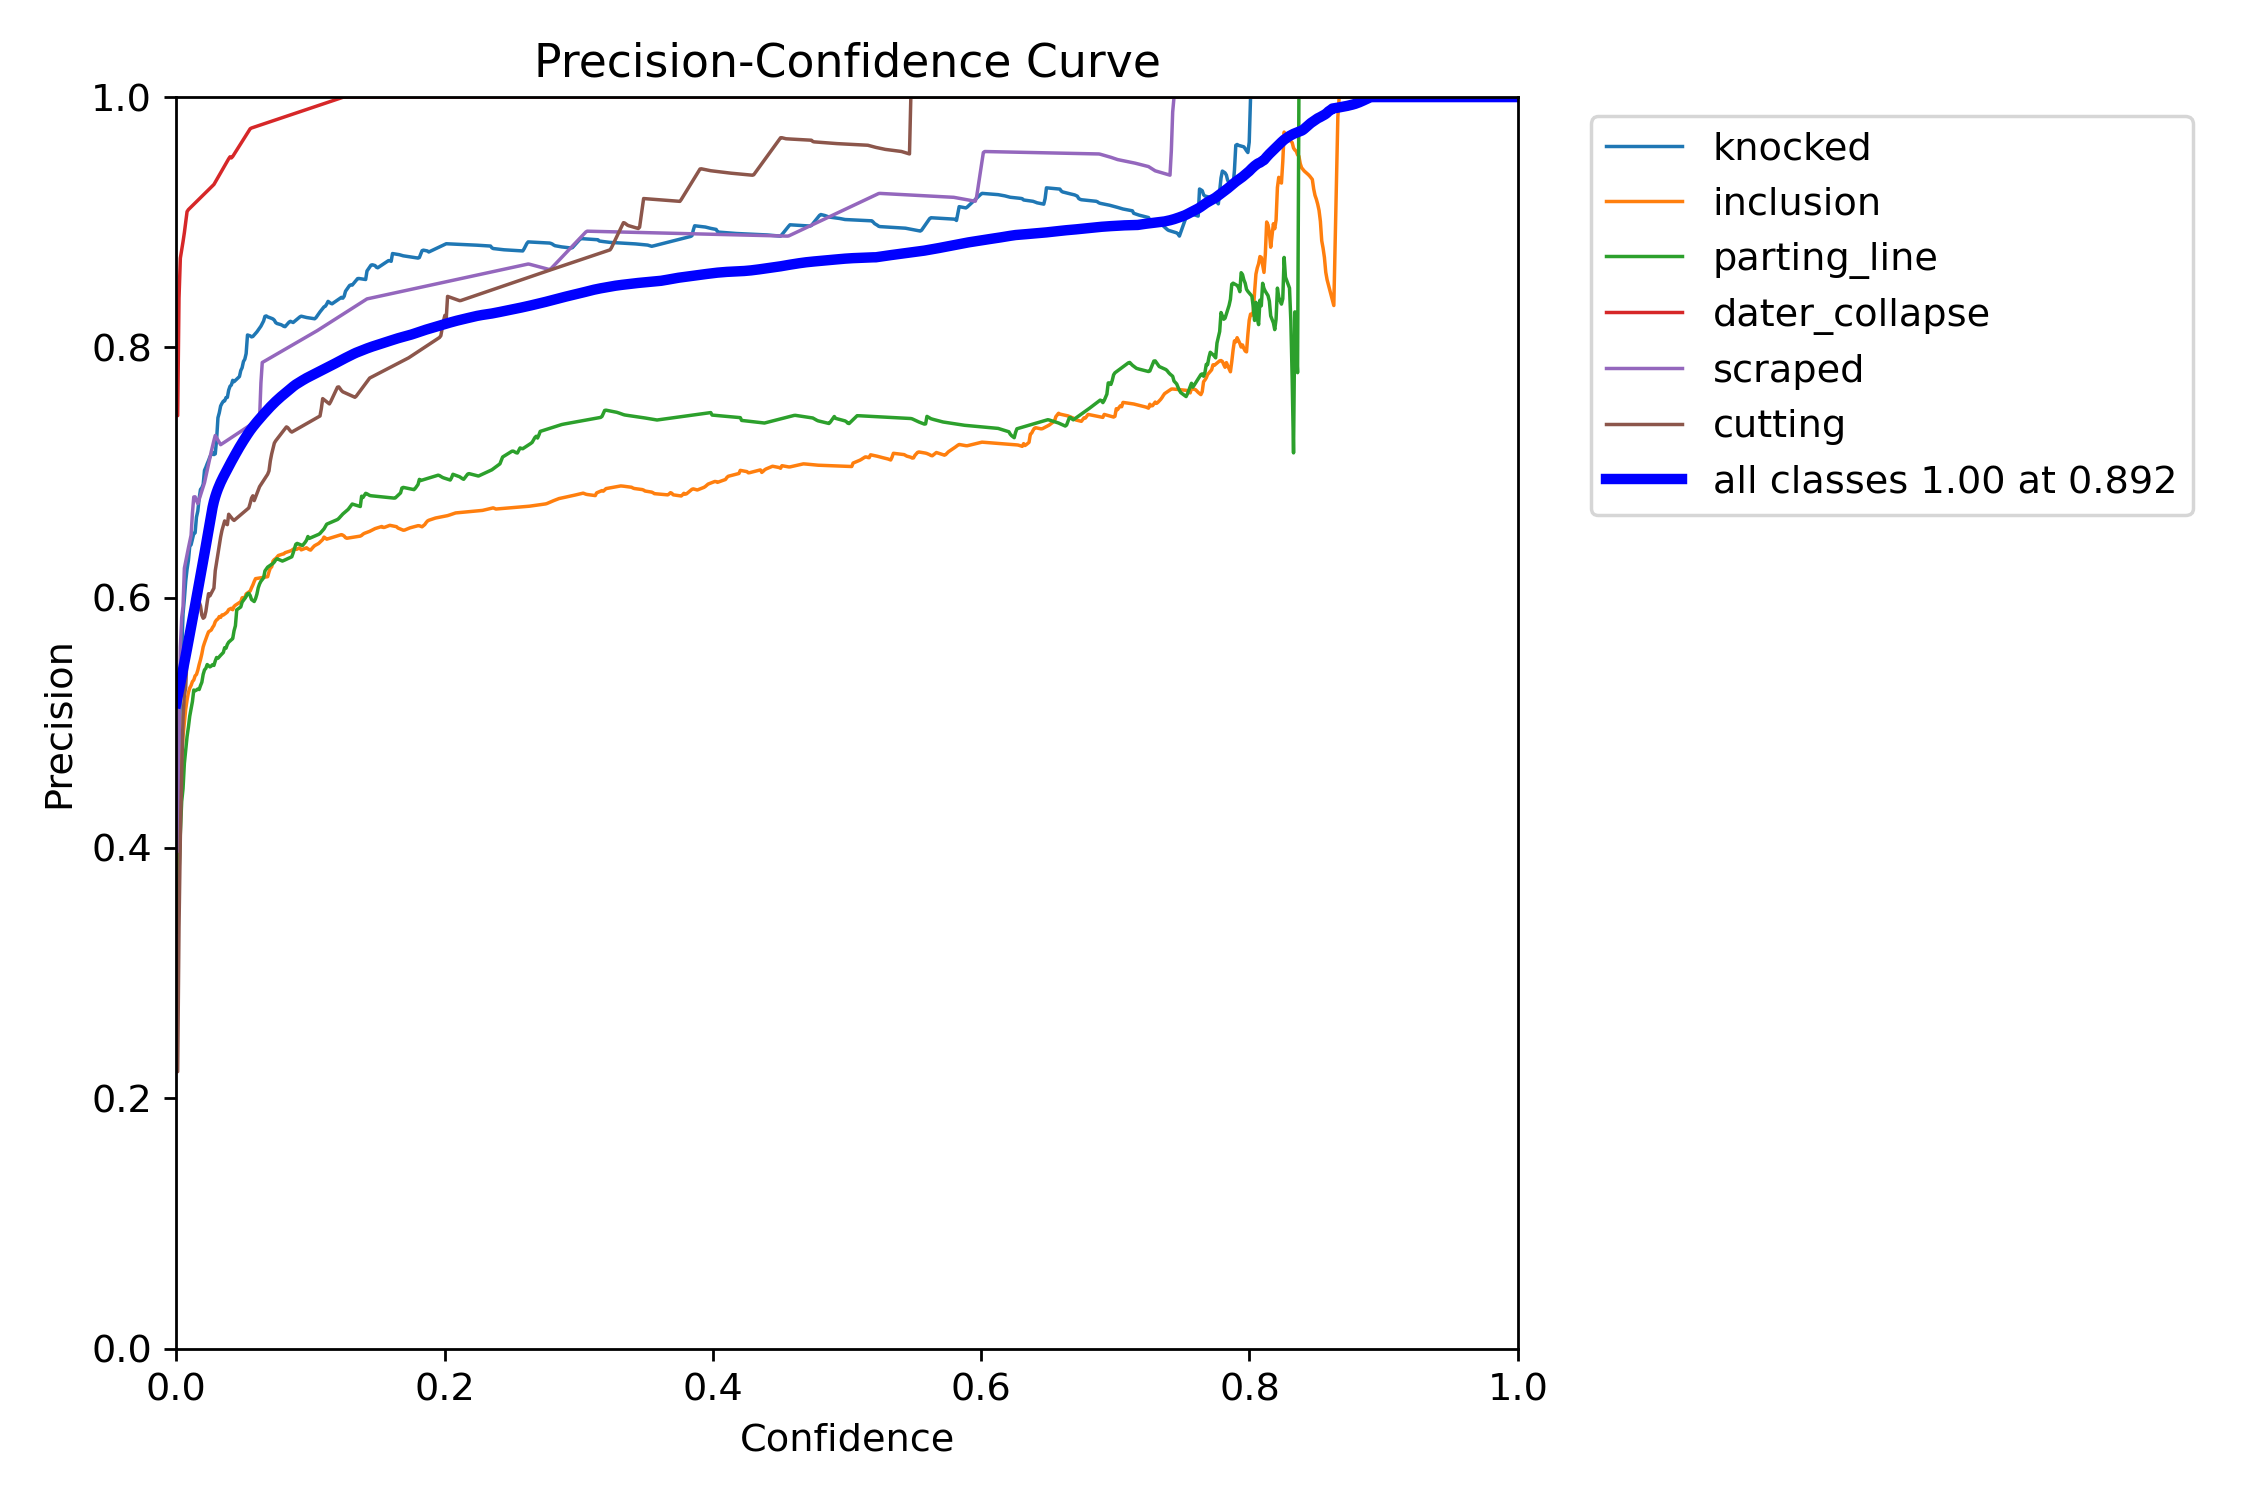 Precision-Confidence Curve
1.0
0.8
0.6
0.4
0.2
0.0
Precision
0.0 0.2 0.4 0.6 0.8 1.0
Confidence
knocked
inclusion
parting_line
dater_collapse
scraped
cutting
all classes 1.00 at 0.892